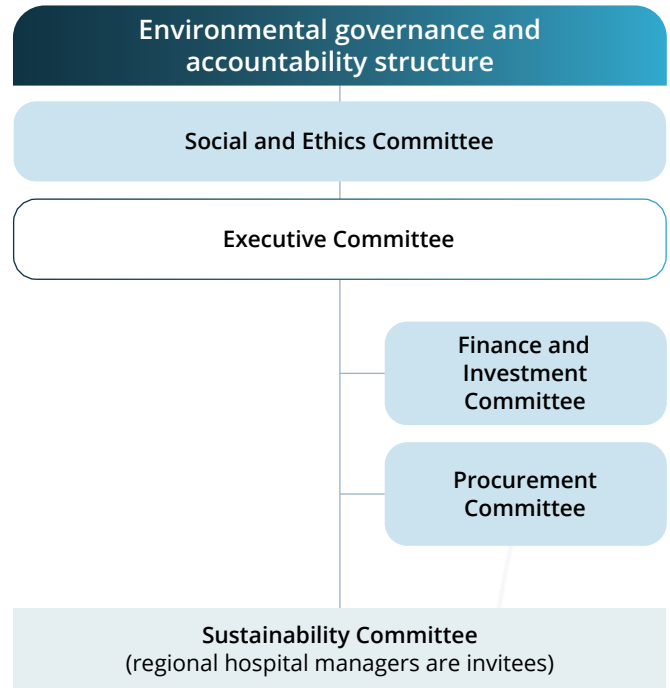 Environmental governance and
accountability structure
Social and Ethics Committee
Executive Committee
Finance and
Investment
Committee
Procurement
Committee
Sustainability Committee
(regional hospital managers are invitees)